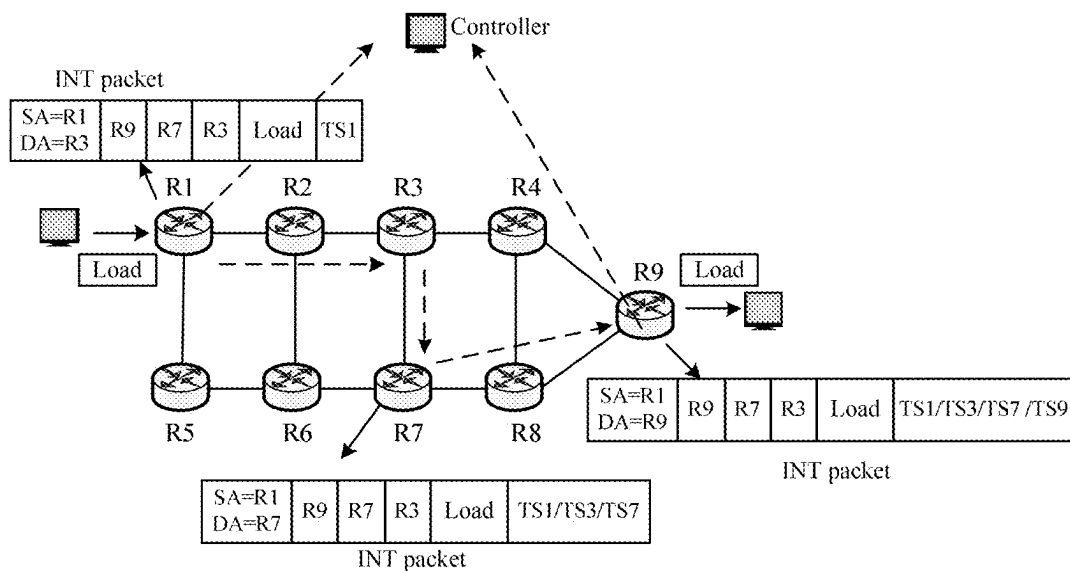 Controller
INT packet
SA=R1
DA=R3
R9
R7
R3
Load
TS1
R1
R2
R3
R4
Load
R9
Load
R5
R6
R7
R8
SA=R1
DA=R9
R9
R7
R3
Load
TS1/TS3/TS7 /TS9
INT packet
SA=R1
DA=R7
R9
R7
R3
Load
TS1/TS3/TS7
INT packet